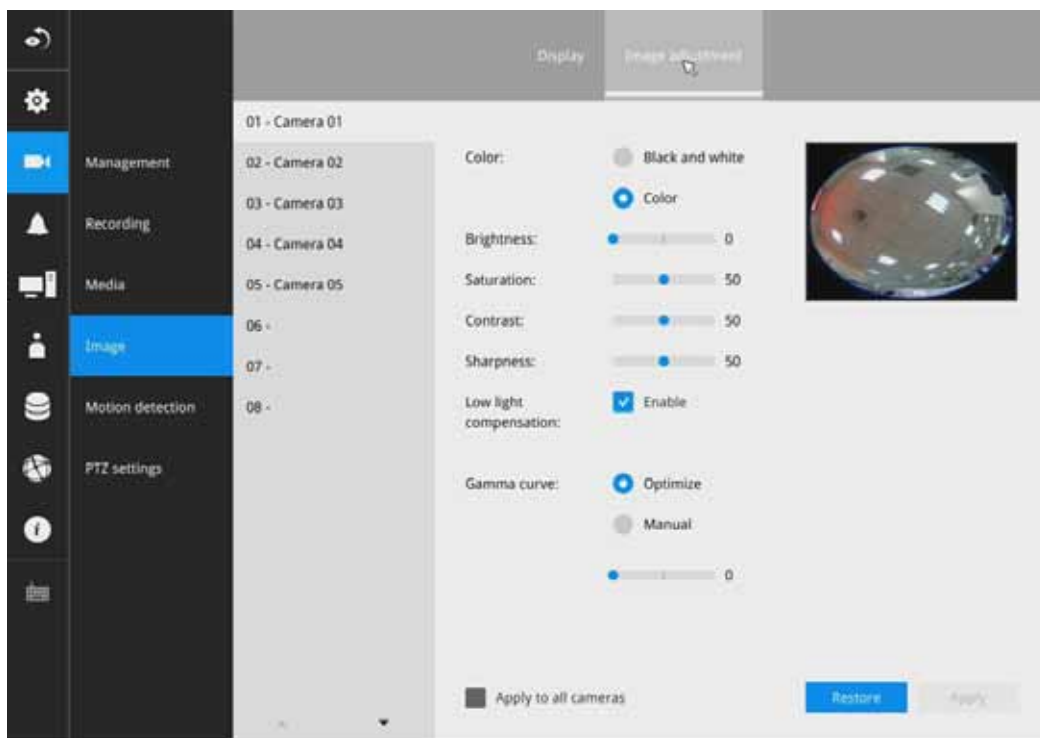 Display
Image adjustment
01 - Camera 01
02 - Camera 02
03 - Camera 03
04 - Camera 04
05 - Camera 05
06 -
07 -
08 -
Management
Recording
Media
Image
Motion detection
PTZ settings
Color:
Black and white
Color
Brightness:
0
Saturation:
50
Contrast:
50
Sharpness:
50
Low light
compensation:
Enable
Gamma curve:
Optimize
Manual
0
Apply to all cameras
Restore
Apply